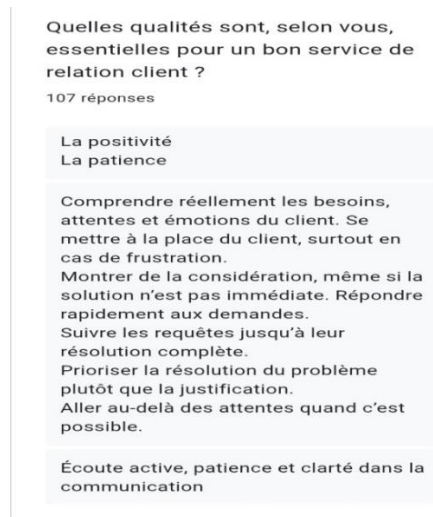 Quelles qualités sont, selon vous,
essentielles pour un bon service de
relation client ?
107 réponses
La positivité
La patience
Comprendre réellement les besoins,
attentes et émotions du client. Se
mettre à la place du client, surtout en
cas de frustration.
Montrer de la considération, même si la
solution n’est pas immédiate. Répondre
rapidement aux demandes.
Suivre les requêtes jusqu’à leur
résolution complète.
Prioriser la résolution du problème
plutôt que la justification.
Aller au-delà des attentes quand c’est
possible.
Écoute active, patience et clarté dans la
communication